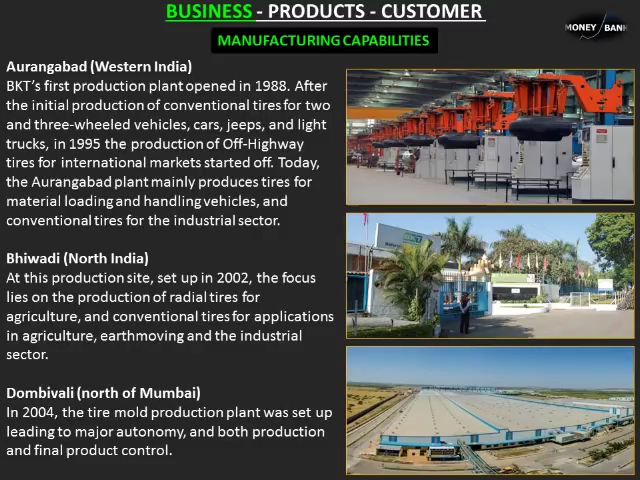 BUSINESS - PRODUCTS - CUSTOMER
MONEY BANK
MANUFACTURING CAPABILITIES
Aurangabad (Western India)
BKT's first production plant opened in 1988. After
the initial production of conventional tires for two
and three-wheeled vehicles, cars, jeeps, and light
trucks, in 1995 the production of Off-Highway
tires for international markets started off. Today,
the Aurangabad plant mainly produces tires for
material loading and handling vehicles, and
conventional tires for the industrial sector.
Bhiwadi (North India)
At this production site, set up in 2002, the focus
lies on the production of radial tires for
agriculture, and conventional tires for applications
in agriculture, earthmoving and the industrial
sector.
Dombivali (north of Mumbai)
In 2004, the tire mold production plant was set up
leading to major autonomy, and both production
and final product control.